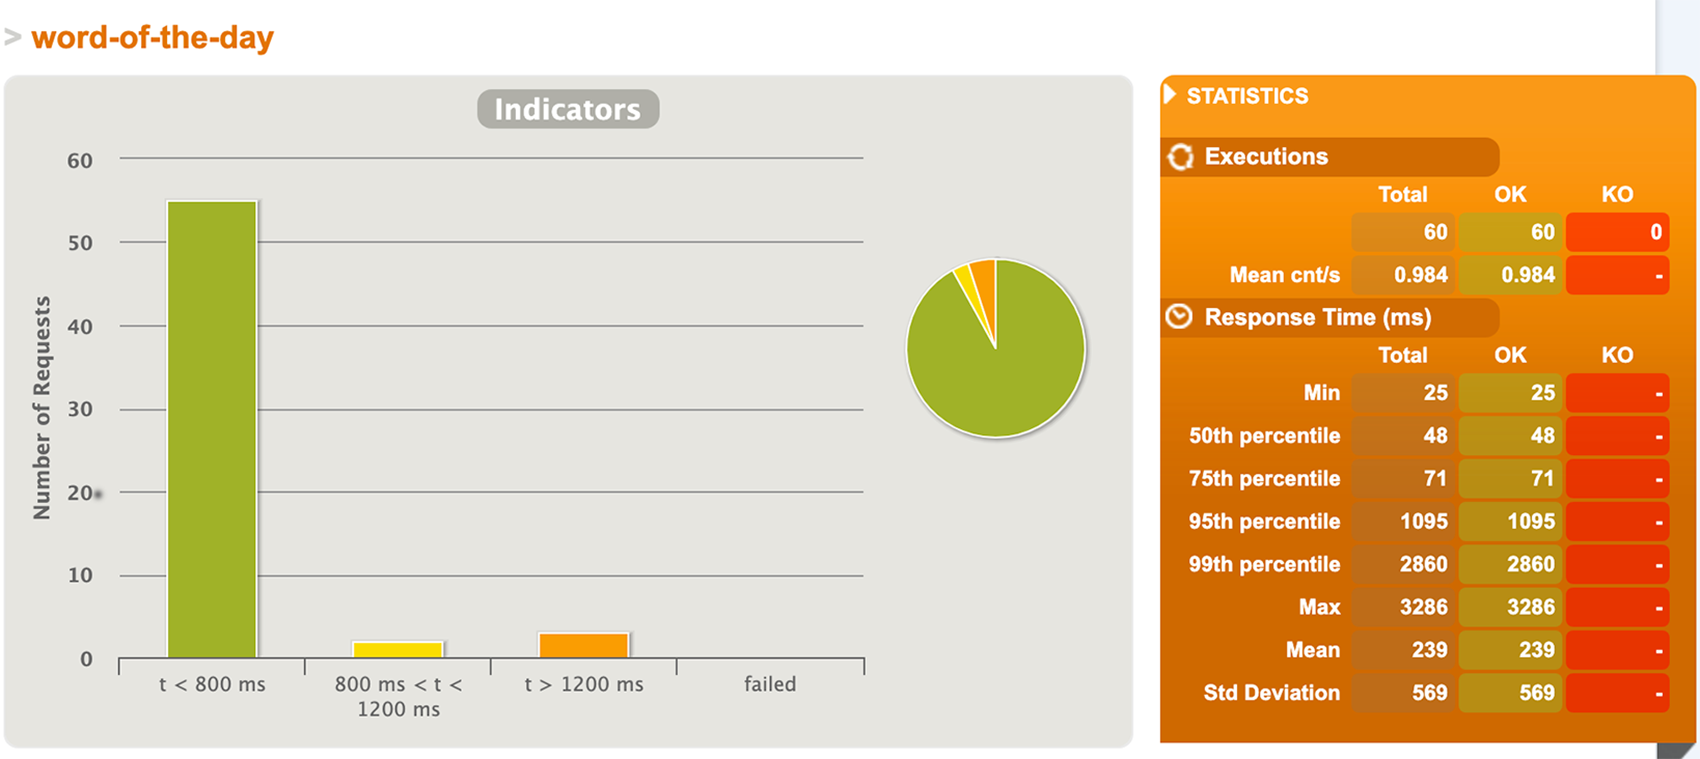 > word-of-the-day
Indicators
Number of Requests
60
50
40
30
20
10
0
t < 800 ms
800 ms < t <
1200 ms
t > 1200 ms
failed
STATISTICS
Executions
Total OK KO
60 60 0
Mean cnt/s 0.984 0.984 -
Response Time (ms)
Total OK KO
Min 25 25 -
50th percentile 48 48 -
75th percentile 71 71 -
95th percentile 1095 1095 -
99th percentile 2860 2860 -
Max 3286 3286 -
Mean 239 239 -
Std Deviation 569 569 -